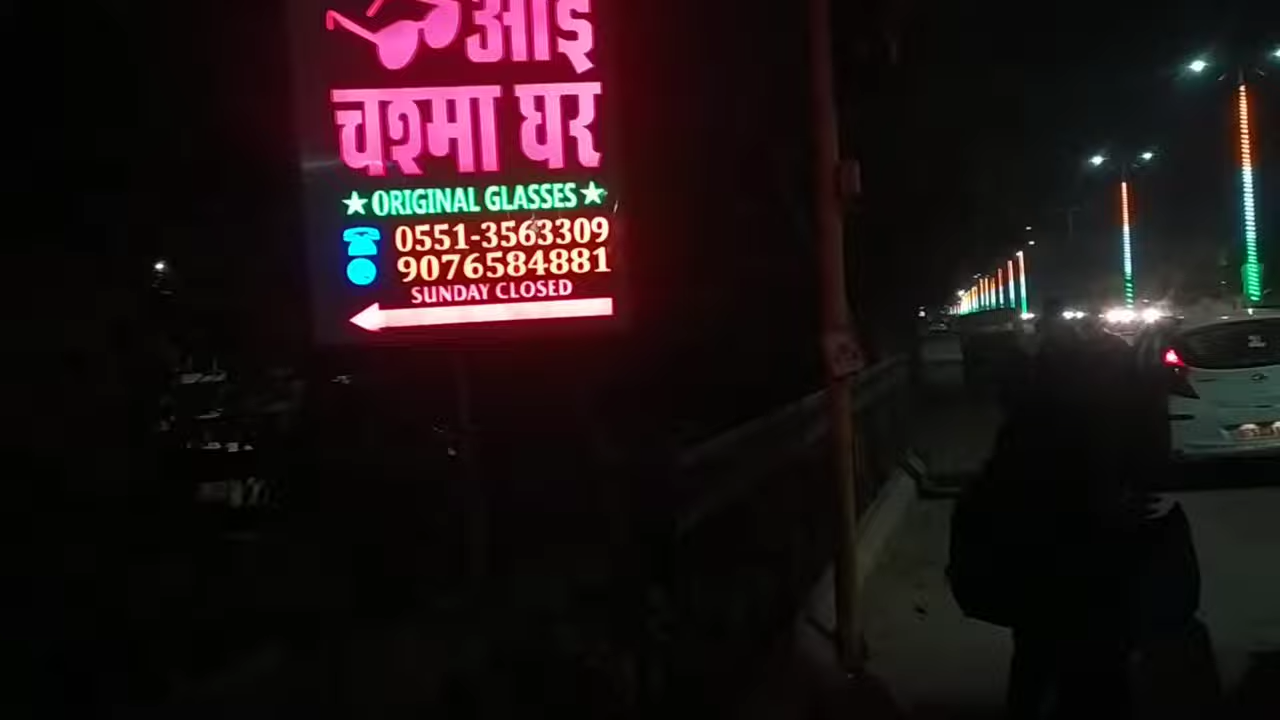 आई
चश्मा घर
★ ORIGINAL GLASSES ★
0551-3563309
9076584881
SUNDAY CLOSED